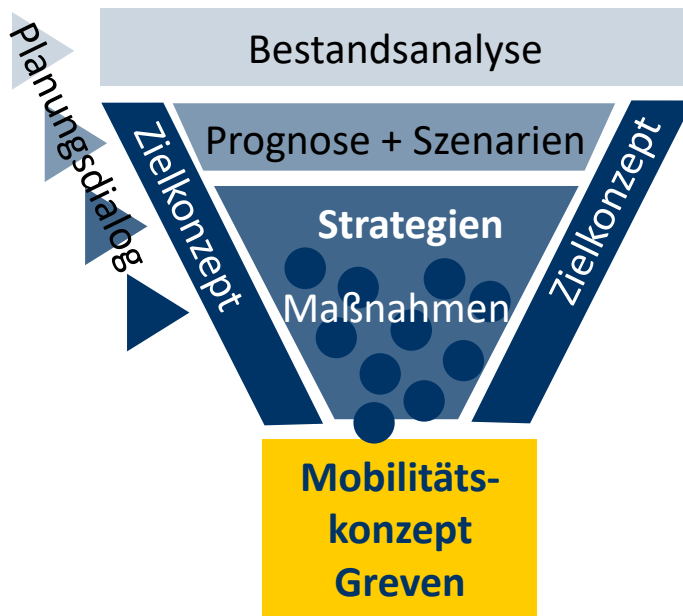 Bestandsanalyse
Planungsdialog
Prognose + Szenarien
Zielkonzept
Zielkonzept
Strategien
Maßnahmen
Mobilitäts-
konzept
Greven